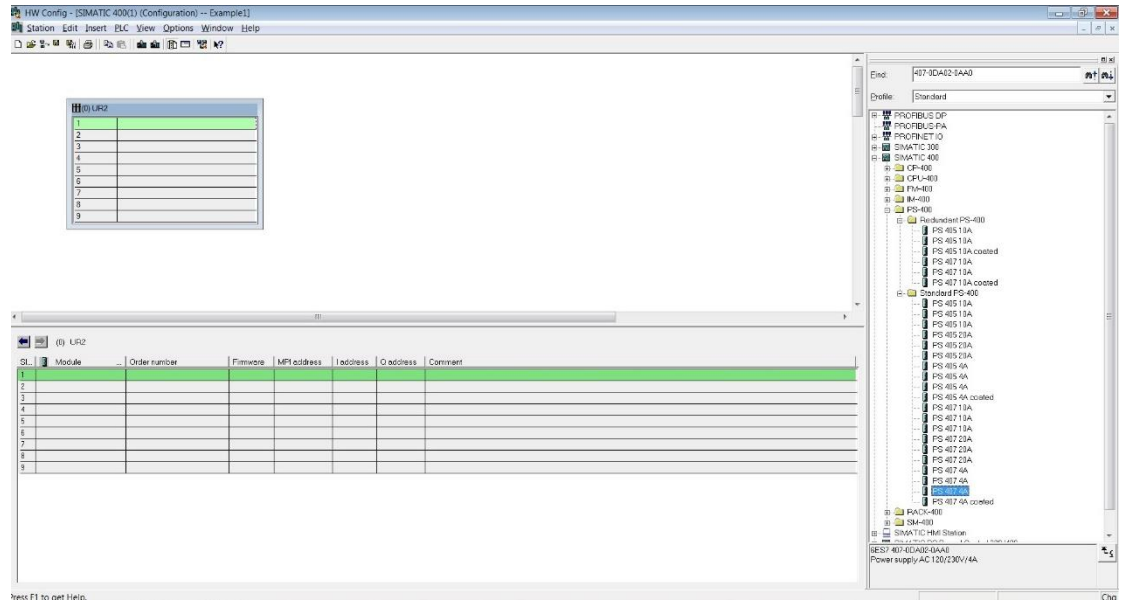 HW Config - [SIMATIC 400(1) (Configuration) -- Example1]
Station Edit Insert PLC View Options Window Help
(0) UR2
1
2
3
4
5
6
7
8
9
(0) UR2
Sl... Module ... Order number Firmware MPI address I address Q address Comment
1
2
3
4
5
6
7
8
9
Find: 407-0DA02-0AA0
Profile: Standard
PROFIBUS DP
PROFIBUS-PA
PROFINET IO
SIMATIC 300
SIMATIC 400
CP-400
CPU-400
FM-400
IM-400
PS-400
Redundant PS-400
PS 405 10A
PS 405 10A
PS 405 10A coated
PS 407 10A
PS 407 10A
PS 407 10A coated
Standard PS-400
PS 405 10A
PS 405 10A
PS 405 10A
PS 405 20A
PS 405 20A
PS 405 20A
PS 405 4A
PS 405 4A
PS 405 4A
PS 405 4A coated
PS 407 10A
PS 407 10A
PS 407 10A
PS 407 20A
PS 407 20A
PS 407 20A
PS 407 4A
PS 407 4A
PS 407 4A
PS 407 4A coated
RACK-400
SM-400
SIMATIC HMI Station
6ES7 407-0DA02-0AA0
Power supply AC 120/230V/4A
Press F1 to get Help.
Chg